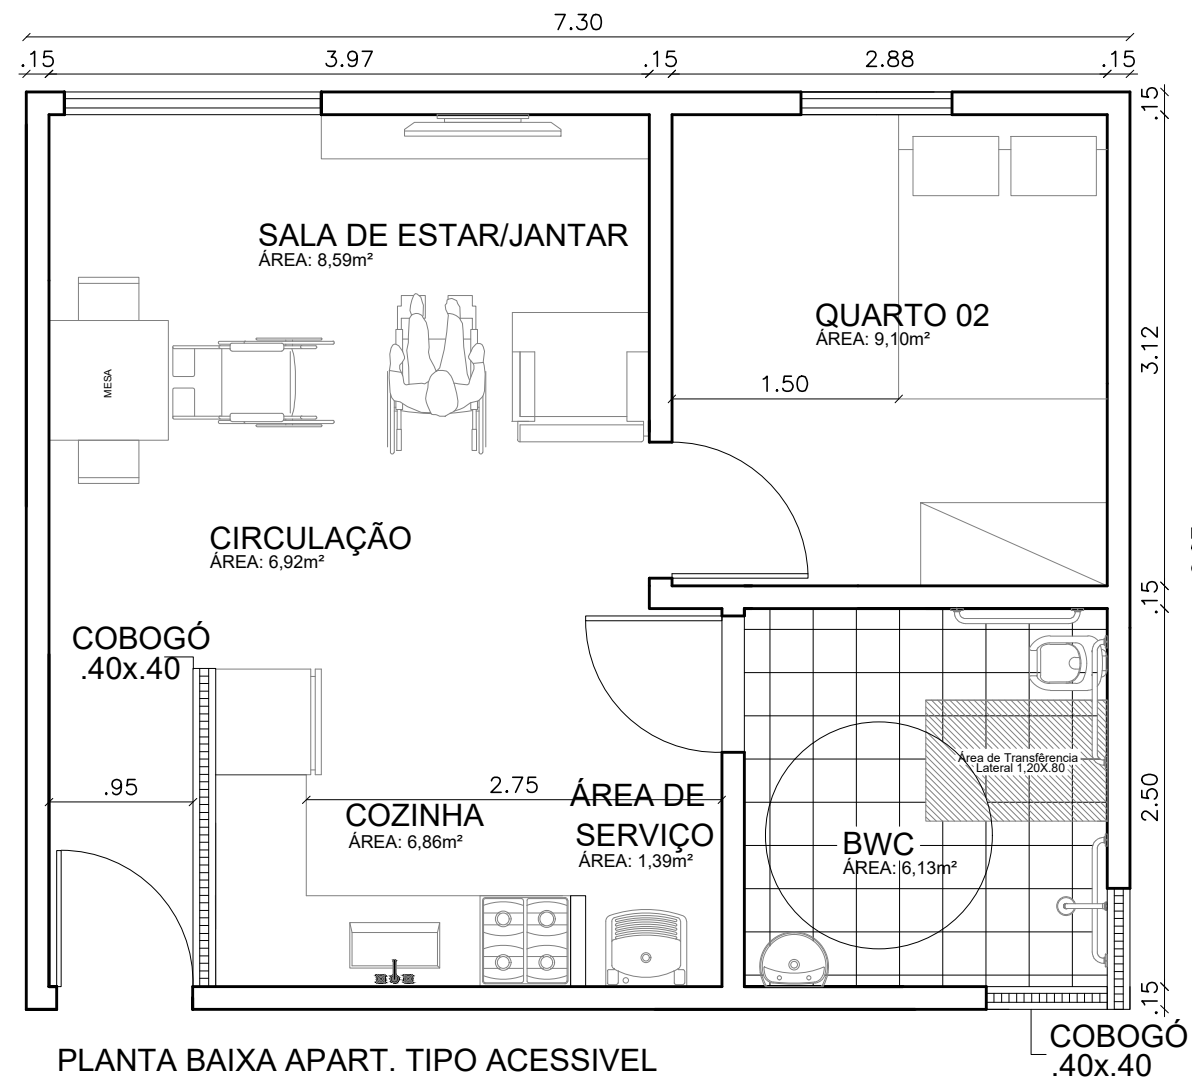 7.30
.15
3.97
.15
2.88
.15
.15
SALA DE ESTAR/JANTAR
ÁREA: 8,59m²
QUARTO 02
ÁREA: 9,10m²
3.12
MESA
1.50
CIRCULAÇÃO
ÁREA: 6,92m²
.15
COBOGÓ
.40x.40
Área de Transfêrencia
Lateral 1,20X.80
.95
2.75
ÁREA DE
SERVIÇO
ÁREA: 1,39m²
COZINHA
ÁREA: 6,86m²
2.50
BWC
ÁREA: 6,13m²
.15
COBOGÓ
.40x.40
PLANTA BAIXA APART. TIPO ACESSIVEL